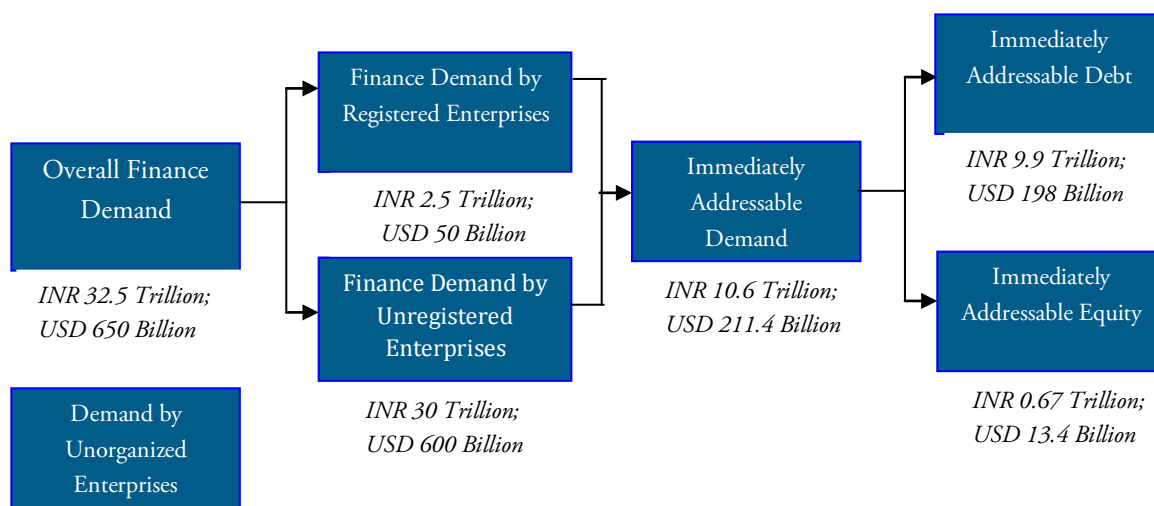 Overall Finance
Demand
INR 32.5 Trillion;
USD 650 Billion
Demand by
Unorganized
Enterprises
Finance Demand by
Registered Enterprises
INR 2.5 Trillion;
USD 50 Billion
Finance Demand by
Unregistered
Enterprises
INR 30 Trillion;
USD 600 Billion
Immediately
Addressable
Demand
INR 10.6 Trillion;
USD 211.4 Billion
Immediately
Addressable Debt
INR 9.9 Trillion;
USD 198 Billion
Immediately
Addressable Equity
INR 0.67 Trillion;
USD 13.4 Billion